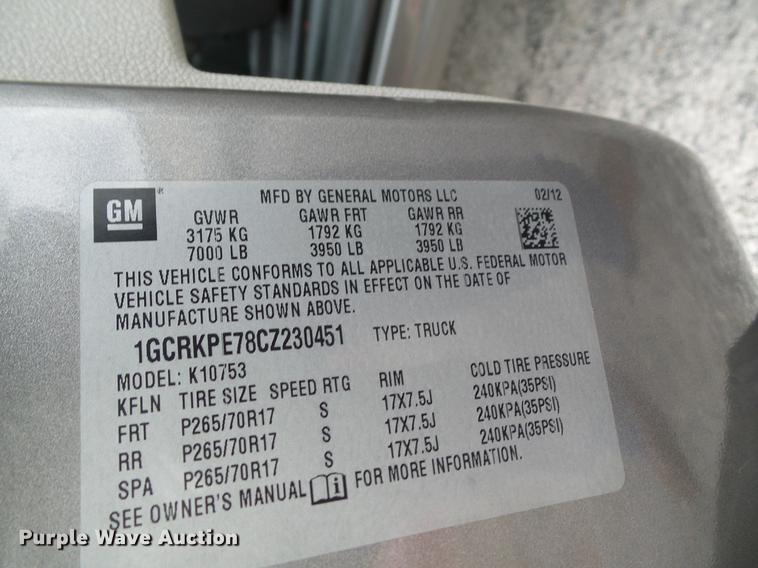 GM ® MFD BY GENERAL MOTORS LLC 02/12
GVWR GAWR FRT GAWR RR
3175 KG 1792 KG 1792 KG
7000 LB 3950 LB 3950 LB
THIS VEHICLE CONFORMS TO ALL APPLICABLE U.S. FEDERAL MOTOR
VEHICLE SAFETY STANDARDS IN EFFECT ON THE DATE OF
MANUFACTURE SHOWN ABOVE.
1GCRKPE78CZ230451 TYPE: TRUCK
MODEL: K10753
KFLN TIRE SIZE SPEED RTG RIM COLD TIRE PRESSURE
FRT P265/70R17 S 17X7.5J 240KPA(35PSI)
RR P265/70R17 S 17X7.5J 240KPA(35PSI)
SPA P265/70R17 S 17X7.5J 240KPA(35PSI)
SEE OWNER'S MANUAL FOR MORE INFORMATION.
Purple Wave Auction